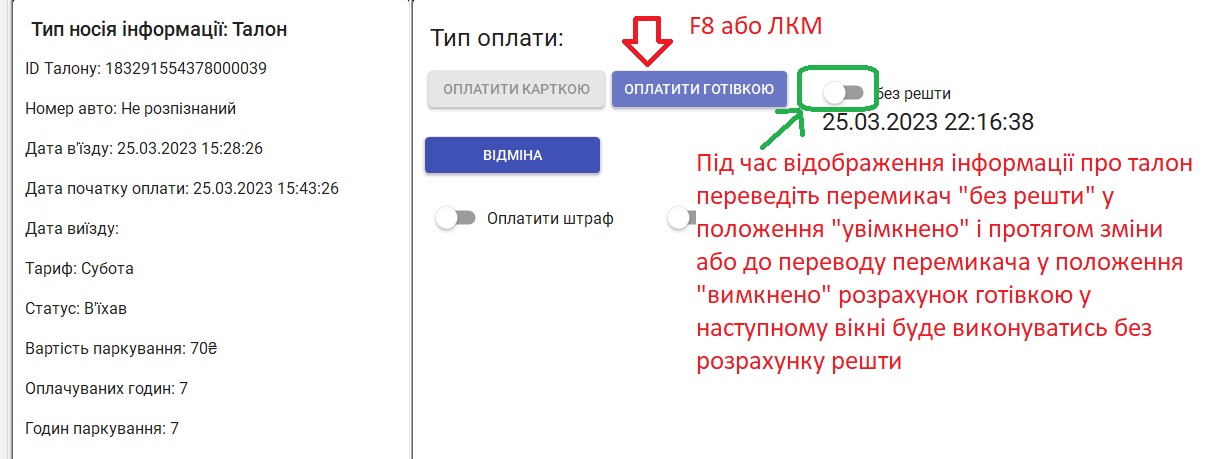 Тип носія інформації: Талон
ID Талону: 183291554378000039
Номер авто: Не розпізнаний
Дата в'їзду: 25.03.2023 15:28:26
Дата початку оплати: 25.03.2023 15:43:26
Дата виїзду:
Тариф: Субота
Статус: В'їхав
Вартість паркування: 70₴
Оплачуваних годин: 7
Годин паркування: 7
Тип оплати:
F8 або ЛКМ
ОПЛАТИТИ КАРТКОЮ
ОПЛАТИТИ ГОТІВКОЮ
без решти
25.03.2023 22:16:38
ВІДМІНА
Оплатити штраф
Під час відображення інформації про талон
переведіть перемикач "без решти" у
положення "увімкнено" і протягом зміни
або до переводу перемикача у положення
"вимкнено" розрахунок готівкою у
наступному вікні буде виконуватись без
розрахунку решти